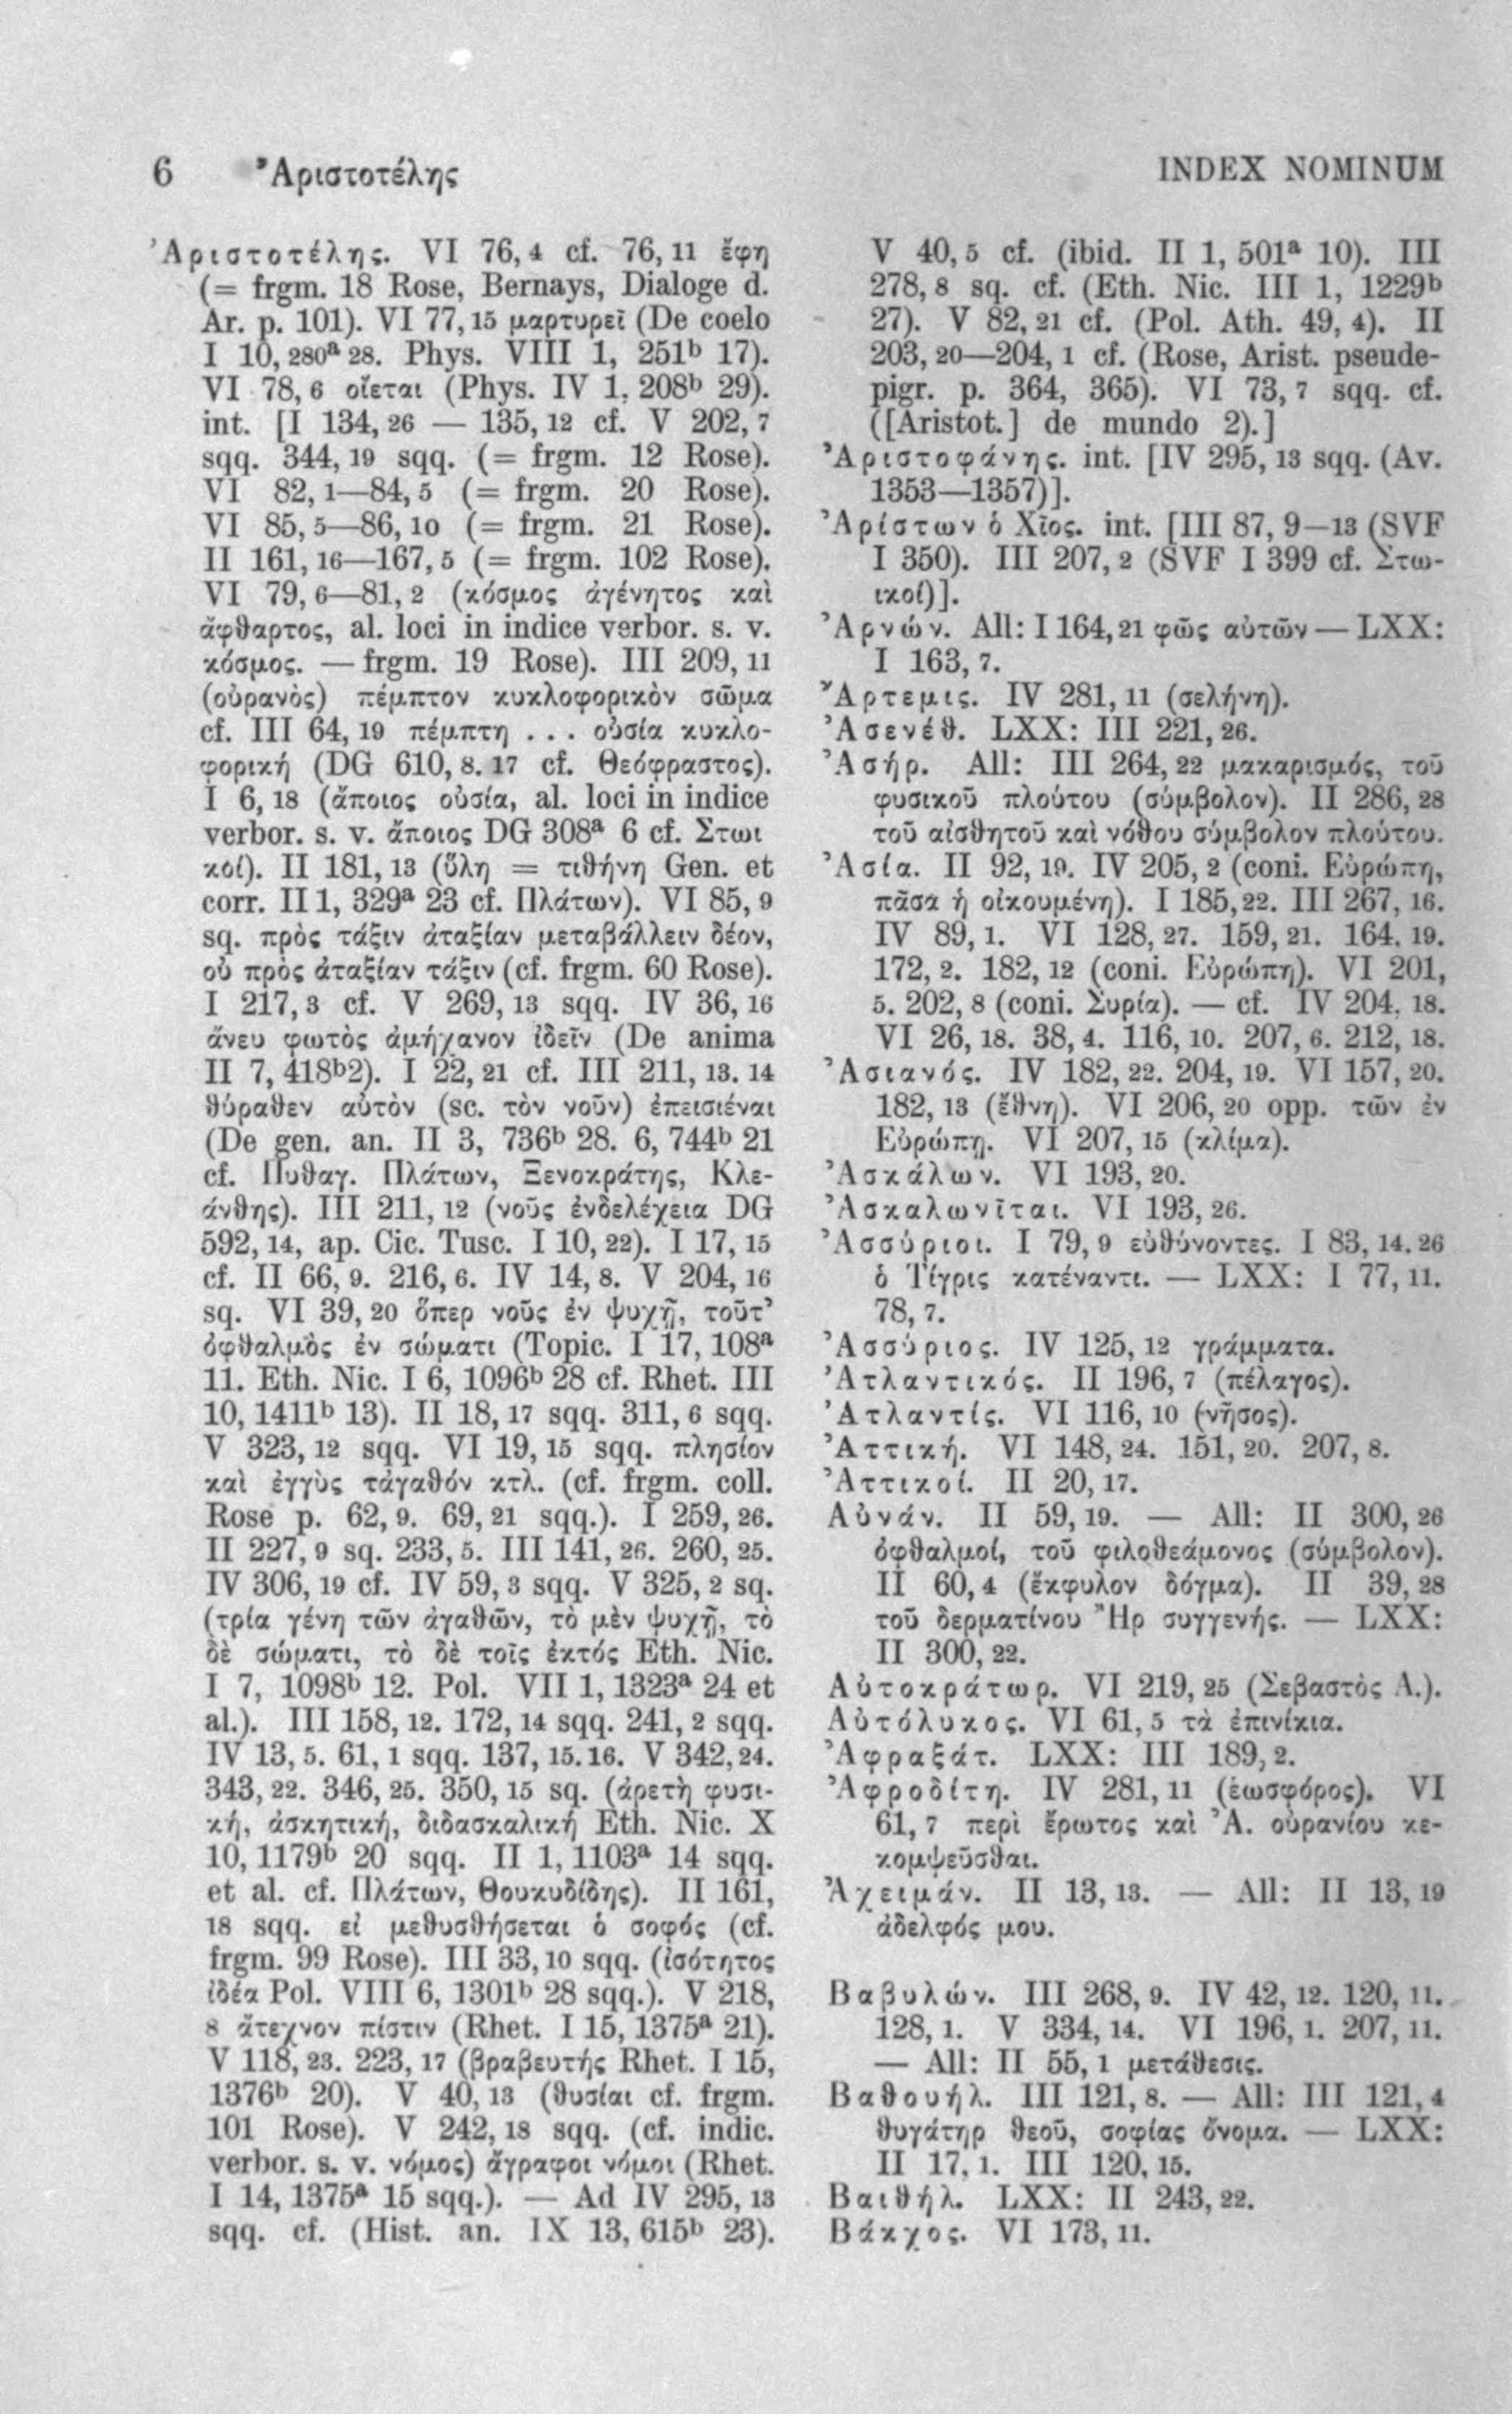 6 Ἀριστοτέλης
INDEX NOMINUM
Ἀριστοτέλης. VI 76, 4 cf. 76, 11 ἔφη
(= frgm. 18 Rose, Bernays, Dialoge d.
Ar. p. 101). VI 77, 15 μαρτυρεῖ (De coelo
I 10, 280ᵃ 28. Phys. VIII 1, 251ᵇ 17).
VI 78, 6 οἴεται (Phys. IV 1, 208ᵇ 29).
int. [I 134, 26 — 135, 12 cf. V 202, 7
sqq. 344, 19 sqq. (= frgm. 12 Rose).
VI 82, 1—84, 5 (= frgm. 20 Rose).
VI 85, 5—86, 10 (= frgm. 21 Rose).
II 161, 16—167, 5 (= frgm. 102 Rose).
VI 79, 6—81, 2 (κόσμος ἀγένητος καὶ
ἄφθαρτος, al. loci in indice verbor. s. v.
κόσμος. — frgm. 19 Rose). III 209, 11
(οὐρανὸς) πέμπτον κυκλοφορικὸν σῶμα
cf. III 64, 19 πέμπτη . . . οὐσία κυκλο-
φορική (DG 610, 8. 17 cf. Θεόφραστος).
I 6, 18 (ἄποιος οὐσία, al. loci in indice
verbor. s. v. ἄποιος DG 308ᵃ 6 cf. Στωι
κοί). II 181, 13 (ὕλη = τιθήνη Gen. et
corr. II 1, 329ᵃ 23 cf. Πλάτων). VI 85, 9
sq. πρὸς τάξιν ἀταξίαν μεταβάλλειν δέον,
οὐ πρὸς ἀταξίαν τάξιν (cf. frgm. 60 Rose).
I 217, 3 cf. V 269, 13 sqq. IV 36, 16
ἄνευ φωτὸς ἀμήχανον ἰδεῖν (De anima
II 7, 418ᵇ2). I 22, 21 cf. III 211, 13. 14
θύραθεν αὐτὸν (sc. τὸν νοῦν) ἐπεισιέναι
(De gen. an. II 3, 736ᵇ 28. 6, 744ᵇ 21
cf. Πυθαγ. Πλάτων, Ξενοκράτης, Κλε-
άνθης). III 211, 12 (νοῦς ἐνδελέχεια DG
592, 14, ap. Cic. Tusc. I 10, 22). I 17, 15
cf. II 66, 9. 216, 6. IV 14, 8. V 204, 16
sq. VI 39, 20 ὅπερ νοῦς ἐν ψυχῇ, τοῦτ’
ὀφθαλμὸς ἐν σώματι (Topic. I 17, 108ᵃ
11. Eth. Nic. I 6, 1096ᵇ 28 cf. Rhet. III
10, 1411ᵇ 13). II 18, 17 sqq. 311, 6 sqq.
V 323, 12 sqq. VI 19, 15 sqq. πλησίον
καὶ ἐγγὺς τἀγαθόν κτλ. (cf. frgm. coll.
Rose p. 62, 9. 69, 21 sqq.). I 259, 26.
II 227, 9 sq. 233, 5. III 141, 26. 260, 25.
IV 306, 19 cf. IV 59, 3 sqq. V 325, 2 sq.
(τρία γένη τῶν ἀγαθῶν, τὸ μὲν ψυχῇ, τὸ
δὲ σώματι, τὸ δὲ τοῖς ἐκτός Eth. Nic.
I 7, 1098ᵇ 12. Pol. VII 1, 1323ᵃ 24 et
al.). III 158, 12. 172, 14 sqq. 241, 2 sqq.
IV 13, 5. 61, 1 sqq. 137, 15. 16. V 342, 24.
343, 22. 346, 25. 350, 15 sq. (ἀρετὴ φυσι-
κή, ἀσκητική, διδασκαλική Eth. Nic. X
10, 1179ᵇ 20 sqq. II 1, 1103ᵃ 14 sqq.
et al. cf. Πλάτων, Θουκυδίδης). II 161,
18 sqq. εἰ μεθυσθήσεται ὁ σοφός (cf.
frgm. 99 Rose). III 33, 10 sqq. (ἰσότητος
ἰδέα Pol. VIII 6, 1301ᵇ 28 sqq.). V 218,
8 ἄτεχνον πίστιν (Rhet. I 15, 1375ᵃ 21).
V 118, 23. 223, 17 (βραβευτής Rhet. I 15,
1376ᵇ 20). V 40, 13 (θυσίαι cf. frgm.
101 Rose). V 242, 18 sqq. (cf. indic.
verbor. s. v. νόμος) ἄγραφοι νόμοι (Rhet.
I 14, 1375ᵃ 15 sqq.). — Ad IV 295, 13
sqq. cf. (Hist. an. IX 13, 615ᵇ 23).
V 40, 5 cf. (ibid. II 1, 501ᵃ 10). III
278, 8 sq. cf. (Eth. Nic. III 1, 1229ᵇ
27). V 82, 21 cf. (Pol. Ath. 49, 4). II
203, 20—204, 1 cf. (Rose, Arist. pseude-
pigr. p. 364, 365). VI 73, 7 sqq. cf.
([Aristot.] de mundo 2).]
Ἀριστοφάνης. int. [IV 295, 13 sqq. (Av.
1353—1357)].
Ἀρίστων ὁ Χῖος. int. [III 87, 9—13 (SVF
I 350). III 207, 2 (SVF I 399 cf. Στω-
ικοί)].
Ἀρνών. All: I 164, 21 φῶς αὐτῶν — LXX:
I 163, 7.
Ἄρτεμις. IV 281, 11 (σελήνη).
Ἀσενέθ. LXX: III 221, 26.
Ἀσήρ. All: III 264, 22 μακαρισμός, τοῦ
φυσικοῦ πλούτου (σύμβολον). II 286, 28
τοῦ αἰσθητοῦ καὶ νόθου σύμβολον πλούτου.
Ἀσία. II 92, 19. IV 205, 2 (coni. Εὐρώπη,
πᾶσα ἡ οἰκουμένη). I 185, 22. III 267, 16.
IV 89, 1. VI 128, 27. 159, 21. 164, 19.
172, 2. 182, 12 (coni. Εὐρώπη). VI 201,
5. 202, 8 (coni. Συρία). — cf. IV 204, 18.
VI 26, 18. 38, 4. 116, 10. 207, 6. 212, 18.
Ἀσιανός. IV 182, 22. 204, 19. VI 157, 20.
182, 13 (ἔθνη). VI 206, 20 opp. τῶν ἐν
Εὐρώπῃ. VI 207, 15 (κλίμα).
Ἀσκάλων. VI 193, 20.
Ἀσκαλωνῖται. VI 193, 26.
Ἀσσύριοι. I 79, 9 εὐθύνοντες. I 83, 14. 26
ὁ Τίγρις κατέναντι. — LXX: I 77, 11.
78, 7.
Ἀσσύριος. IV 125, 12 γράμματα.
Ἀτλαντικός. II 196, 7 (πέλαγος).
Ἀτλαντίς. VI 116, 10 (νῆσος).
Ἀττική. VI 148, 24. 151, 20. 207, 8.
Ἀττικοί. II 20, 17.
Αὐνάν. II 59, 19. — All: II 300, 26
ὀφθαλμοί, τοῦ φιλοθεάμονος (σύμβολον).
II 60, 4 (ἔκφυλον δόγμα). II 39, 28
τοῦ δερματίνου Ἢρ συγγενής. — LXX:
II 300, 22.
Αὐτοκράτωρ. VI 219, 25 (Σεβαστὸς Α.).
Αὐτόλυκος. VI 61, 5 τὰ ἐπινίκια.
Ἀφραξάτ. LXX: III 189, 2.
Ἀφροδίτη. IV 281, 11 (ἑωσφόρος). VI
61, 7 περὶ ἔρωτος καὶ Ἀ. οὐρανίου κε-
κομψεῦσθαι.
Ἀχειμάν. II 13, 13. — All: II 13, 19
ἀδελφός μου.
Βαβυλών. III 268, 9. IV 42, 12. 120, 11.
128, 1. V 334, 14. VI 196, 1. 207, 11.
— All: II 55, 1 μετάθεσις.
Βαθουήλ. III 121, 8. — All: III 121, 4
θυγάτηρ θεοῦ, σοφίας ὄνομα. — LXX:
II 17, 1. III 120, 15.
Βαιθήλ. LXX: II 243, 22.
Βάκχος. VI 173, 11.